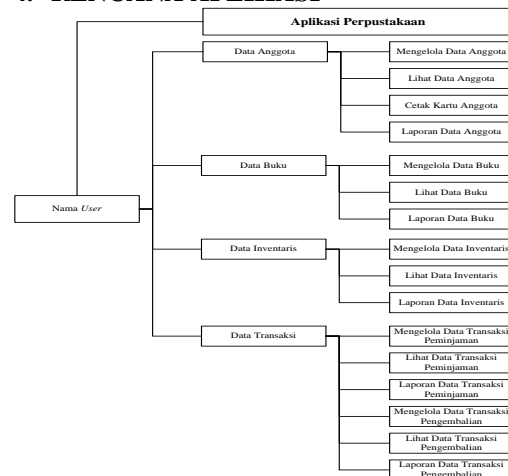 Aplikasi Perpustakaan
Data Anggota
Mengelola Data Anggota
Lihat Data Anggota
Cetak Kartu Anggota
Laporan Data Anggota
Data Buku
Mengelola Data Buku
Lihat Data Buku
Laporan Data Buku
Nama User
Data Inventaris
Mengelola Data Inventaris
Lihat Data Inventaris
Laporan Data Inventaris
Data Transaksi
Mengelola Data Transaksi
Peminjaman
Lihat Data Transaksi
Peminjaman
Laporan Data Transaksi
Peminjaman
Mengelola Data Transaksi
Pengembalian
Lihat Data Transaksi
Pengembalian
Laporan Data Transaksi
Pengembalian